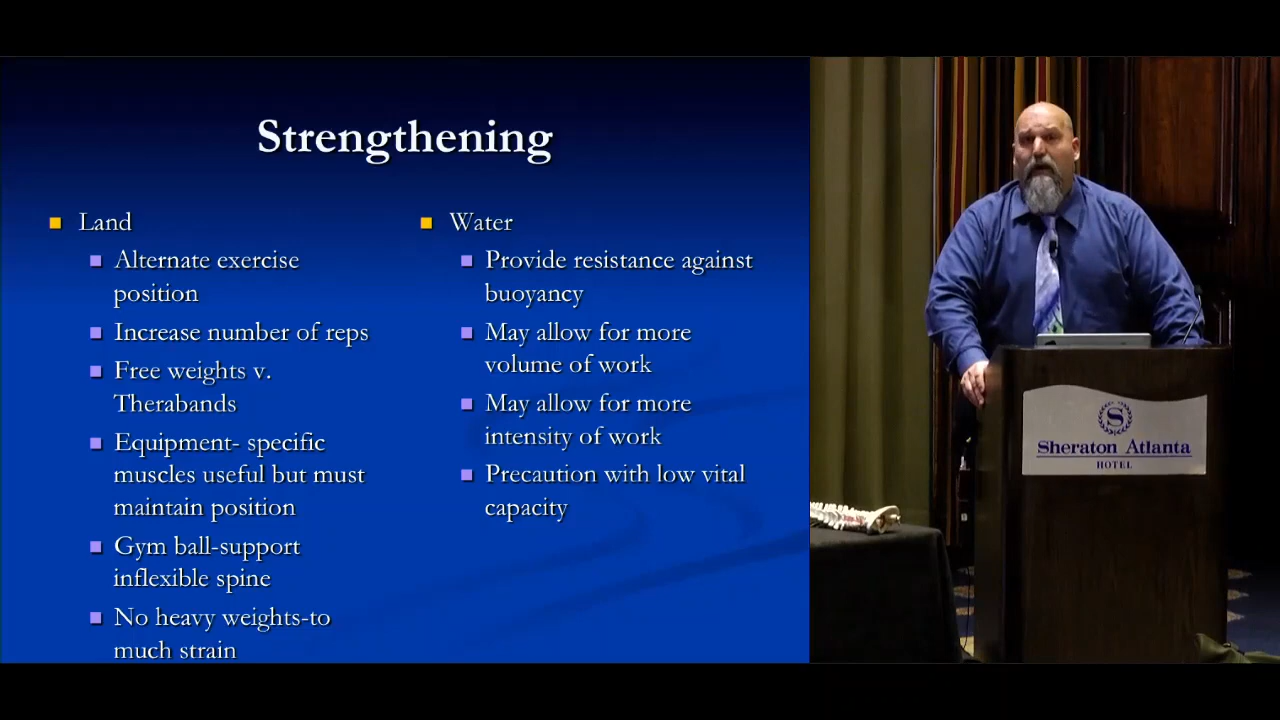 Strengthening
Land
Alternate exercise
position
Increase number of reps
Free weights v.
Therabands
Equipment- specific
muscles useful but must
maintain position
Gym ball-support
inflexible spine
No heavy weights-to
much strain
Water
Provide resistance against
buoyancy
May allow for more
volume of work
May allow for more
intensity of work
Precaution with low vital
capacity
S
Sheraton Atlanta
HOTEL